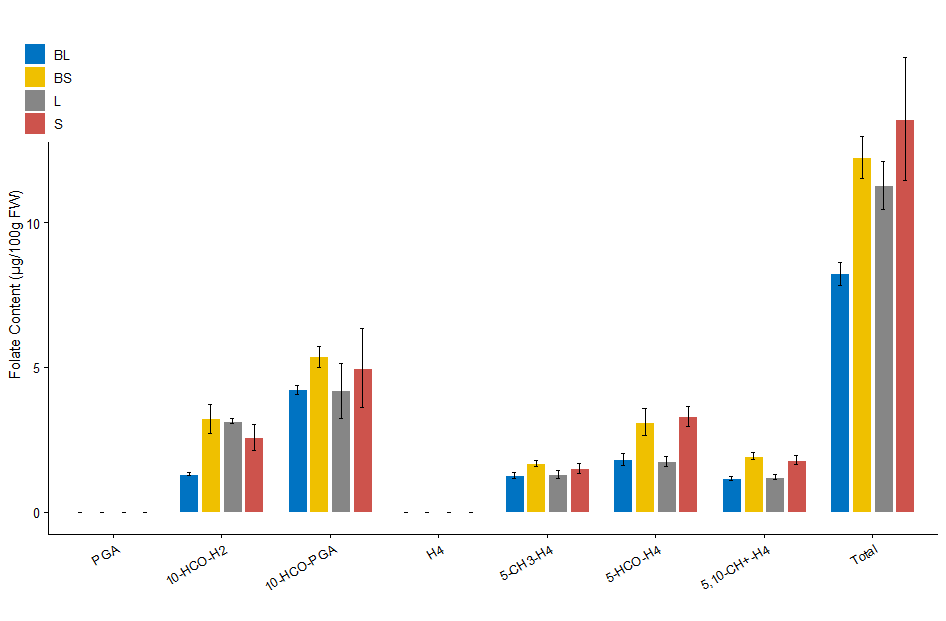 BL
BS
L
S
Folate Content (µg/100g FW)
10
5
0
PGA
10-HCO-H2
10-HCO-PGA
H4
5-CH3-H4
5-HCO-H4
5,10-CH+-H4
Total